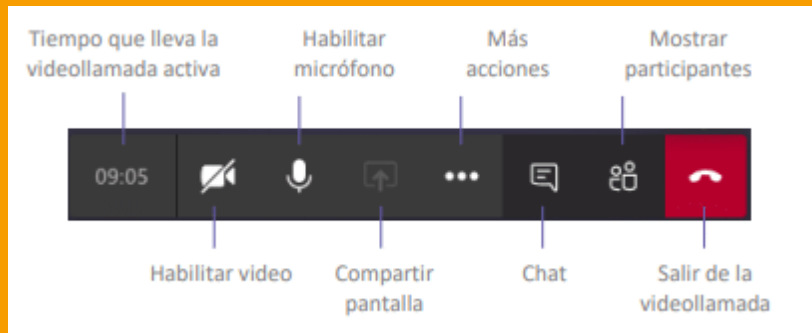 Tiempo que lleva la
videollamada activa
Habilitar
micrófono
Más
acciones
Mostrar
participantes
09:05
Habilitar video
Compartir
pantalla
Chat
Salir de la
videollamada